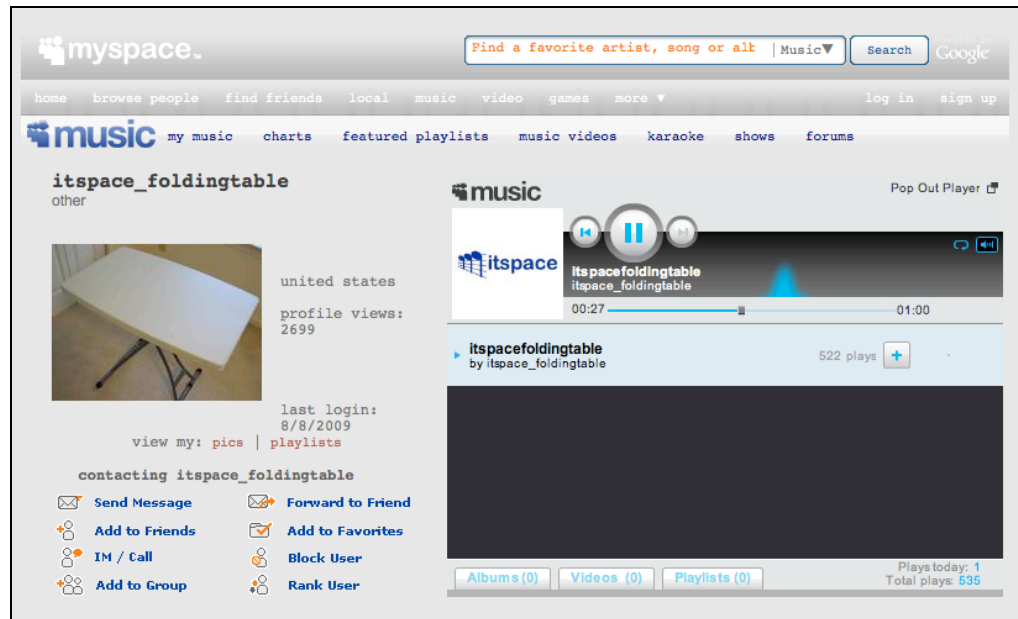 myspace.
Find a favorite artist, song or alb
Music▼
Search
Google
home browse people find friends local music video games more ▼ log in sign up
music my music charts featured playlists music videos karaoke shows forums
itspace_foldingtable
other
united states
profile views:
2699
last login:
8/8/2009
view my: pics | playlists
contacting itspace_foldingtable
Send Message Forward to Friend
Add to Friends Add to Favorites
IM / Call Block User
Add to Group Rank User
music Pop Out Player
itspace
itspacefoldingtable
itspace_foldingtable
00:27 01:00
itspacefoldingtable
by itspace_foldingtable
522 plays +
Albums (0) Videos (0) Playlists (0)
Plays today: 1
Total plays: 535